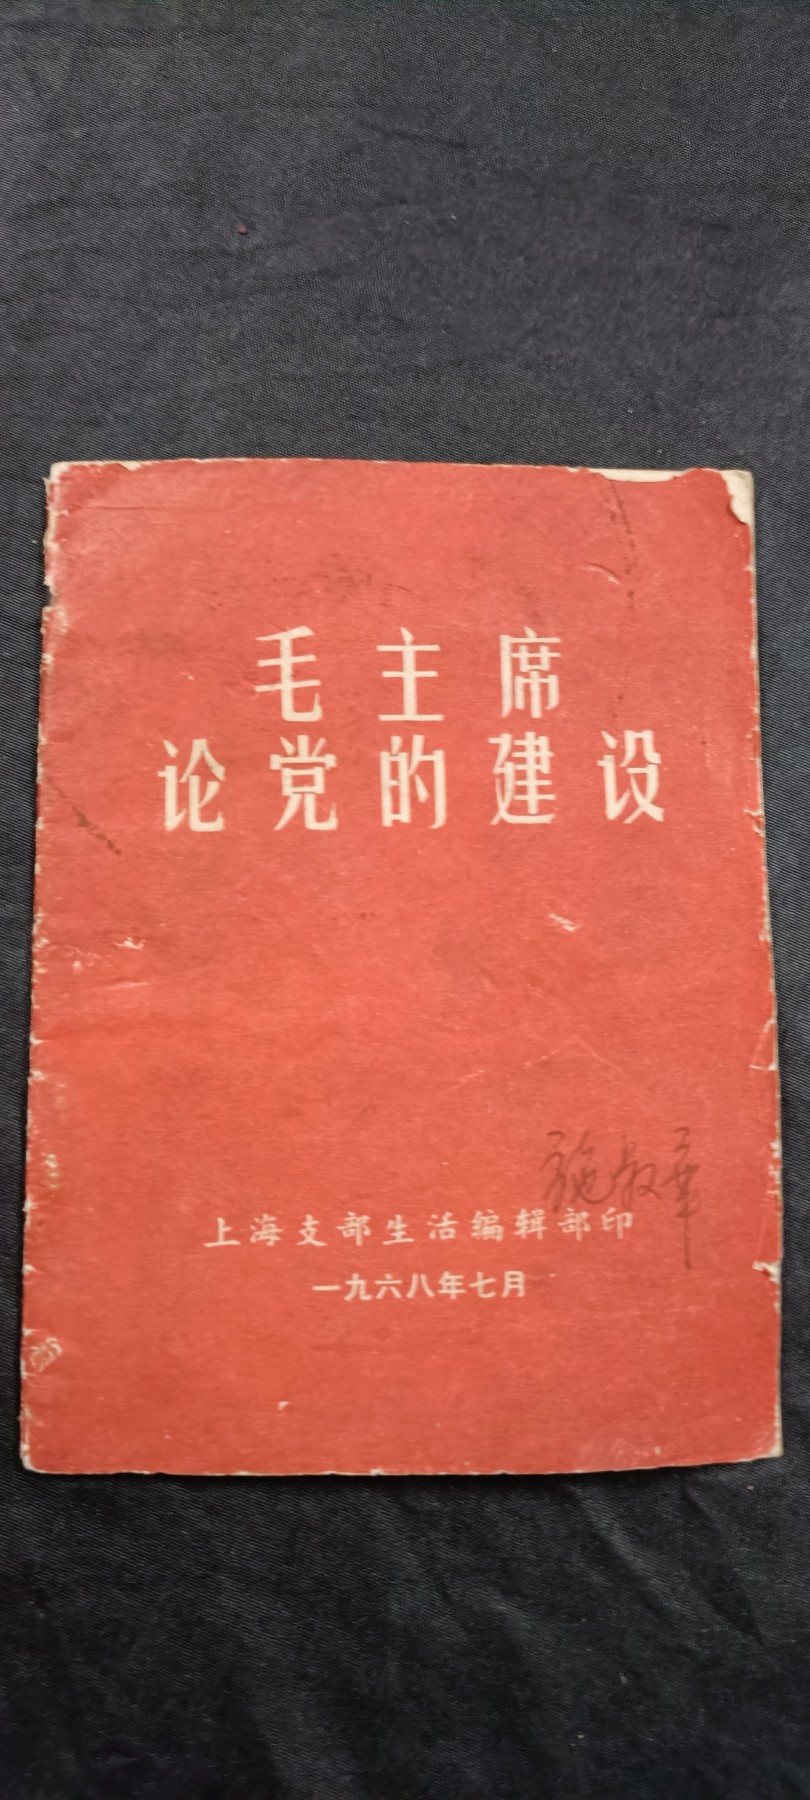 毛主席
论党的建设
上海支部生活编辑部印
一九六八年七月